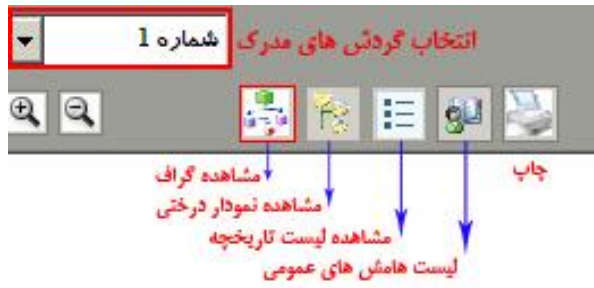 انتخاب گردش های مدرک
شماره 1
چاپ
مشاهده گراف
مشاهده نمودار درختی
مشاهده لیست تاریخچه
لیست هامش های عمومی